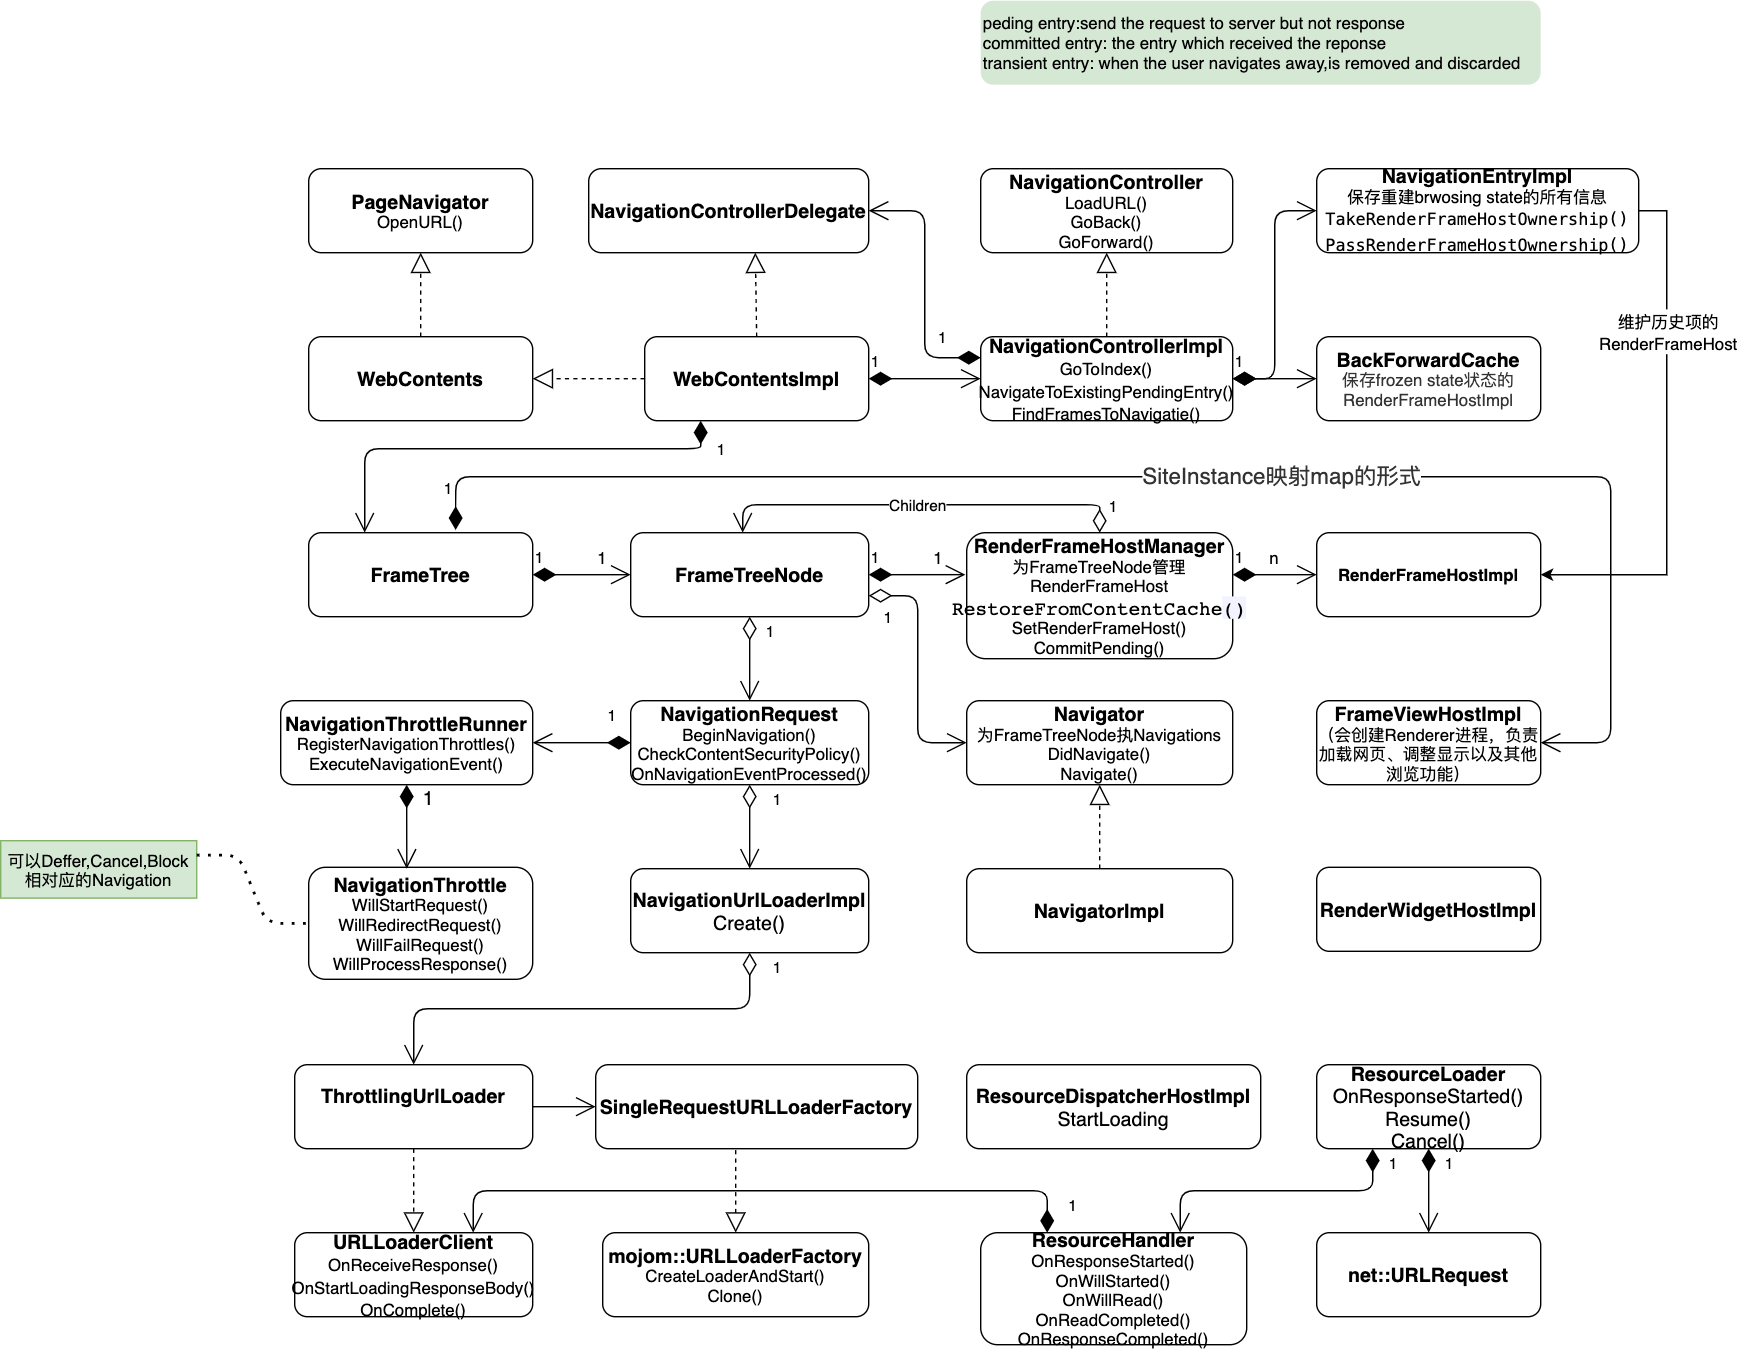 peding entry:send the request to server but not response
committed entry: the entry which received the reponse
transient entry: when the user navigates away,is removed and discarded
PageNavigator
OpenURL()
NavigationControllerDelegate
NavigationController
LoadURL()
GoBack()
GoForward()
NavigationEntryImpl
保存重建brwosing state的所有信息
TakeRenderFrameHostOwnership()
PassRenderFrameHostOwnership()
维护历史项的
RenderFrameHost
WebContents
WebContentsImpl
1
1
NavigationControllerImpl
GoToIndex()
NavigateToExistingPendingEntry()
FindFramesToNavigatie()
1
BackForwardCache
保存frozen state状态的
RenderFrameHostImpl
1
1
SiteInstance映射map的形式
Children
1
FrameTree
1
1
FrameTreeNode
1
1
1
RenderFrameHostManager
为FrameTreeNode管理
RenderFrameHost
RestoreFromContentCache()
SetRenderFrameHost()
CommitPending()
1
n
RenderFrameHostImpl
1
NavigationThrottleRunner
RegisterNavigationThrottles()
ExecuteNavigationEvent()
1
NavigationRequest
BeginNavigation()
CheckContentSecurityPolicy()
OnNavigationEventProcessed()
Navigator
为FrameTreeNode执Navigations
DidNavigate()
Navigate()
FrameViewHostImpl
（会创建Renderer进程，负责
加载网页、调整显示以及其他
浏览功能）
1
1
可以Deffer,Cancel,Block
相对应的Navigation
NavigationThrottle
WillStartRequest()
WillRedirectRequest()
WillFailRequest()
WillProcessResponse()
NavigationUrlLoaderImpl
Create()
NavigatorImpl
RenderWidgetHostImpl
1
ThrottlingUrlLoader
SingleRequestURLLoaderFactory
ResourceDispatcherHostImpl
StartLoading
ResourceLoader
OnResponseStarted()
Resume()
Cancel()
1
1
1
URLLoaderClient
OnReceiveResponse()
OnStartLoadingResponseBody()
OnComplete()
mojom::URLLoaderFactory
CreateLoaderAndStart()
Clone()
ResourceHandler
OnResponseStarted()
OnWillStarted()
OnWillRead()
OnReadCompleted()
OnResponseCompleted()
net::URLRequest